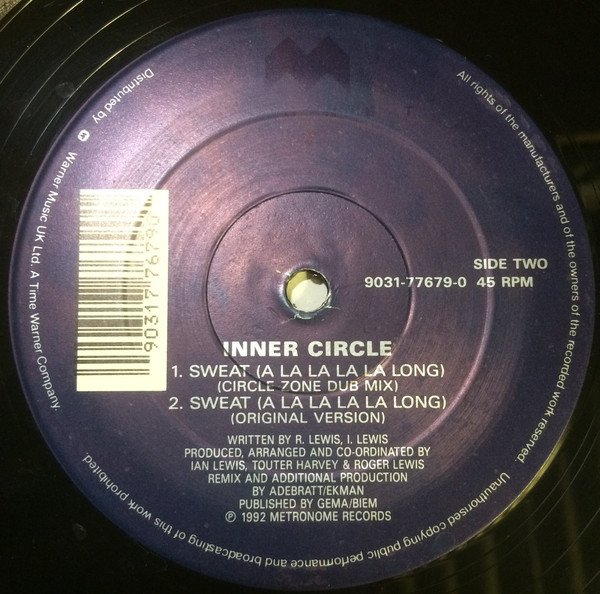 All rights of the manufacturers and of the owners of the recorded work reserved.
Unauthorised copying public performance and broadcasting of this work prohibited.
Distributed by Warner Music UK Ltd. A Time Warner Company.
SIDE TWO
9031-77679-0 45 RPM
INNER CIRCLE
1. SWEAT (A LA LA LA LA LONG)
(CIRCLE ZONE DUB MIX)
2. SWEAT (A LA LA LA LA LONG)
(ORIGINAL VERSION)
WRITTEN BY R. LEWIS, I. LEWIS
PRODUCED, ARRANGED AND CO-ORDINATED BY
IAN LEWIS, TOUTER HARVEY & ROGER LEWIS
REMIX AND ADDITIONAL PRODUCTION
BY ADEBRATT/EKMAN
PUBLISHED BY GEMA/BIEM
℗ 1992 METRONOME RECORDS